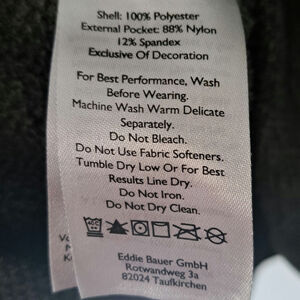 Shell: 100% Polyester
External Pocket: 88% Nylon
12% Spandex
Exclusive Of Decoration
For Best Performance, Wash
Before Wearing.
Machine Wash Warm Delicate
Separately.
Do Not Bleach.
Do Not Use Fabric Softeners.
Tumble Dry Low Or For Best
Results Line Dry.
Do Not Iron.
Do Not Dry Clean.
Eddie Bauer GmbH
Rotwandweg 3a
82024 Taufkirchen